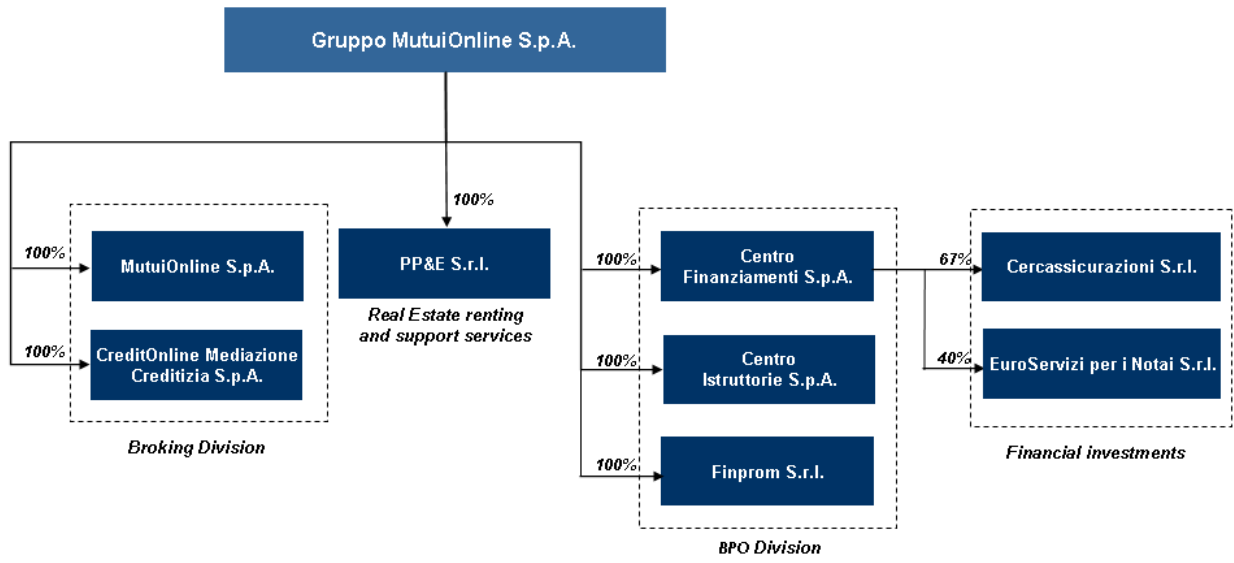 Gruppo MutuiOnline S.p.A.
100%
100%
MutuiOnline S.p.A.
100%
CreditOnline Mediazione
Creditizia S.p.A.
Broking Division
PP&E S.r.l.
Real Estate renting
and support services
100%
Centro
Finanziamenti S.p.A.
100%
Centro
Istruttorie S.p.A.
100%
Finprom S.r.l.
BPO Division
67%
Cercassicurazioni S.r.l.
40%
EuroServizi per i Notai S.r.l.
Financial investments